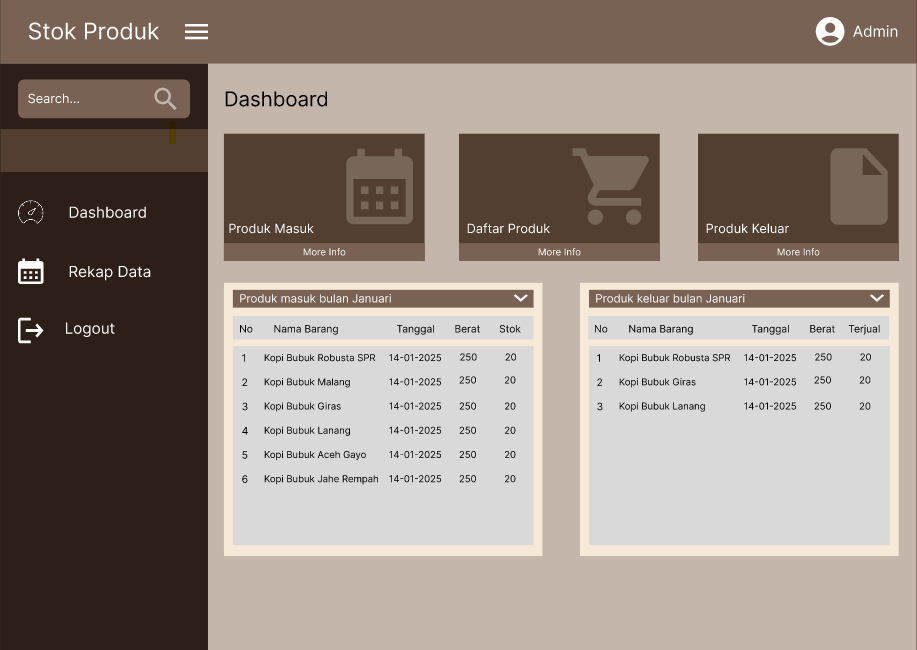 Stok Produk
Admin
Search...
Dashboard
Rekap Data
Logout
Dashboard
Produk Masuk
More Info
Daftar Produk
More Info
Produk Keluar
More Info
Produk masuk bulan Januari
No Nama Barang Tanggal Berat Stok
1 Kopi Bubuk Robusta SPR 14-01-2025 250 20
2 Kopi Bubuk Malang 14-01-2025 250 20
3 Kopi Bubuk Giras 14-01-2025 250 20
4 Kopi Bubuk Lanang 14-01-2025 250 20
5 Kopi Bubuk Aceh Gayo 14-01-2025 250 20
6 Kopi Bubuk Jahe Rempah 14-01-2025 250 20
Produk keluar bulan Januari
No Nama Barang Tanggal Berat Terjual
1 Kopi Bubuk Robusta SPR 14-01-2025 250 20
2 Kopi Bubuk Giras 14-01-2025 250 20
3 Kopi Bubuk Lanang 14-01-2025 250 20